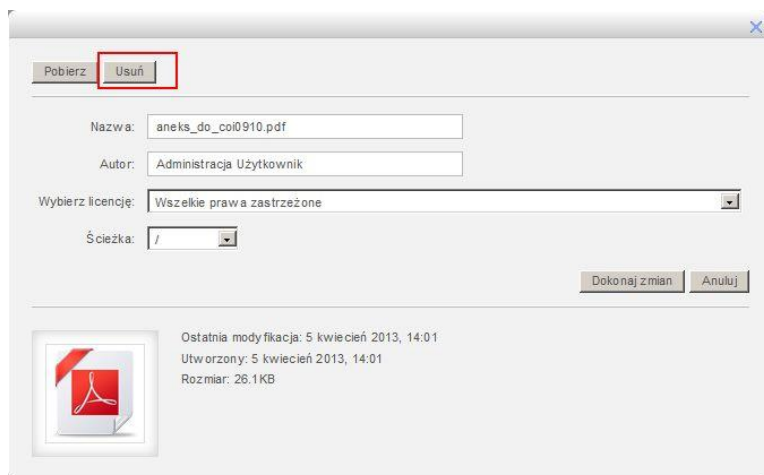 Pobierz Usuń
Nazwa: aneks_do_coi0910.pdf
Autor: Administracja Użytkownik
Wybierz licencję: Wszelkie prawa zastrzeżone
Ścieżka: /
Dokonaj zmian Anuluj
Ostatnia modyfikacja: 5 kwiecień 2013, 14:01
Utworzony: 5 kwiecień 2013, 14:01
Rozmiar: 26.1KB